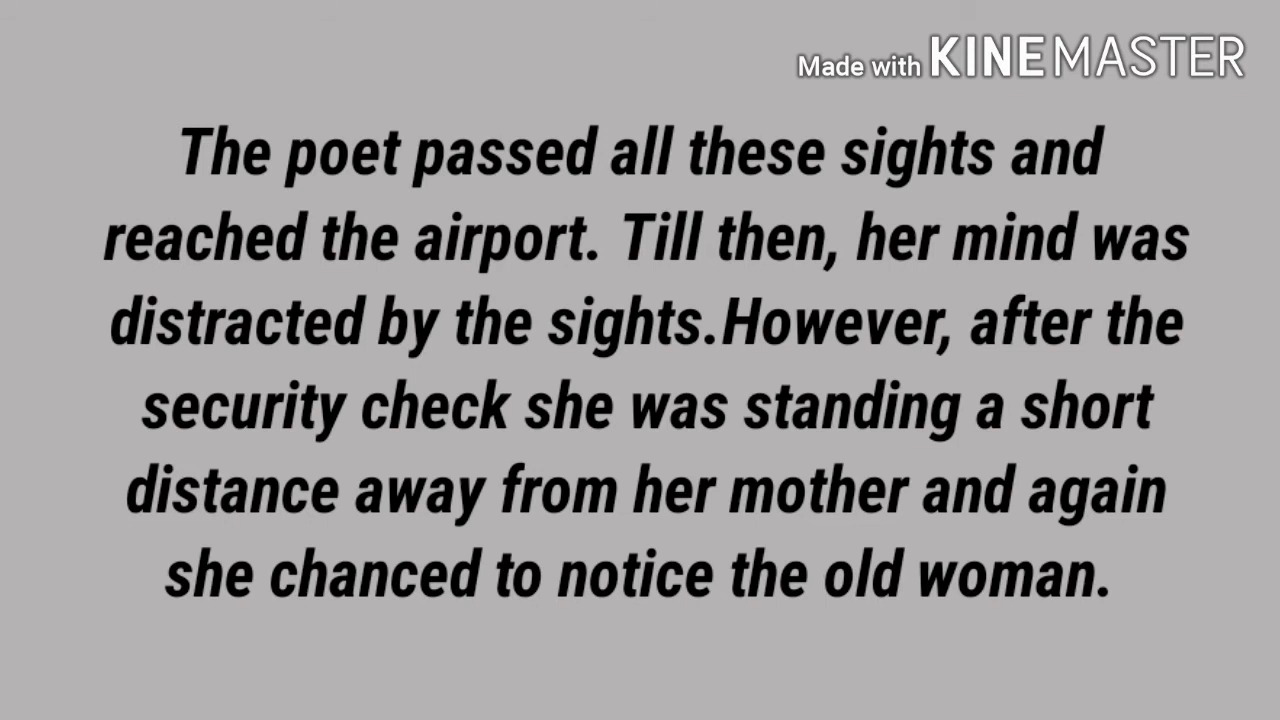 Made with KINEMASTER
The poet passed all these sights and
reached the airport. Till then, her mind was
distracted by the sights.However, after the
security check she was standing a short
distance away from her mother and again
she chanced to notice the old woman.